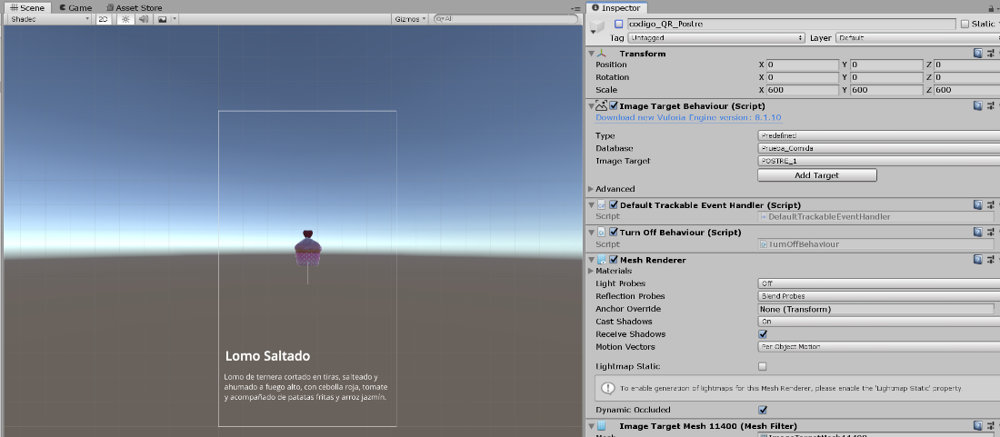 Scene Game Asset Store
Shaded 2D Gizmos All
Lomo Saltado
Lomo de ternera cortado en tiras, salteado y
ahumado a fuego alto, con cebolla roja, tomate
y acompañado de patatas fritas y arroz jazmín.
Inspector
codigo_QR_Postre Static
Tag Untagged Layer Default
Transform
Position X 0 Y 0 Z 0
Rotation X 0 Y 0 Z 0
Scale X 600 Y 600 Z 600
Image Target Behaviour (Script)
Download new Vuforia Engine version: 8.1.10
Type Predefined
Database Prueba_Comida
Image Target POSTRE_1
Add Target
Advanced
Default Trackable Event Handler (Script)
Script DefaultTrackableEventHandler
Turn Off Behaviour (Script)
Script TurnOffBehaviour
Mesh Renderer
Materials
Light Probes Off
Reflection Probes Blend Probes
Anchor Override None (Transform)
Cast Shadows On
Receive Shadows
Motion Vectors Per Object Motion
Lightmap Static
To enable generation of lightmaps for this Mesh Renderer, please enable the 'Lightmap Static' property.
Dynamic Occluded
Image Target Mesh 11400 (Mesh Filter)
Mesh ImageTargetMesh11400